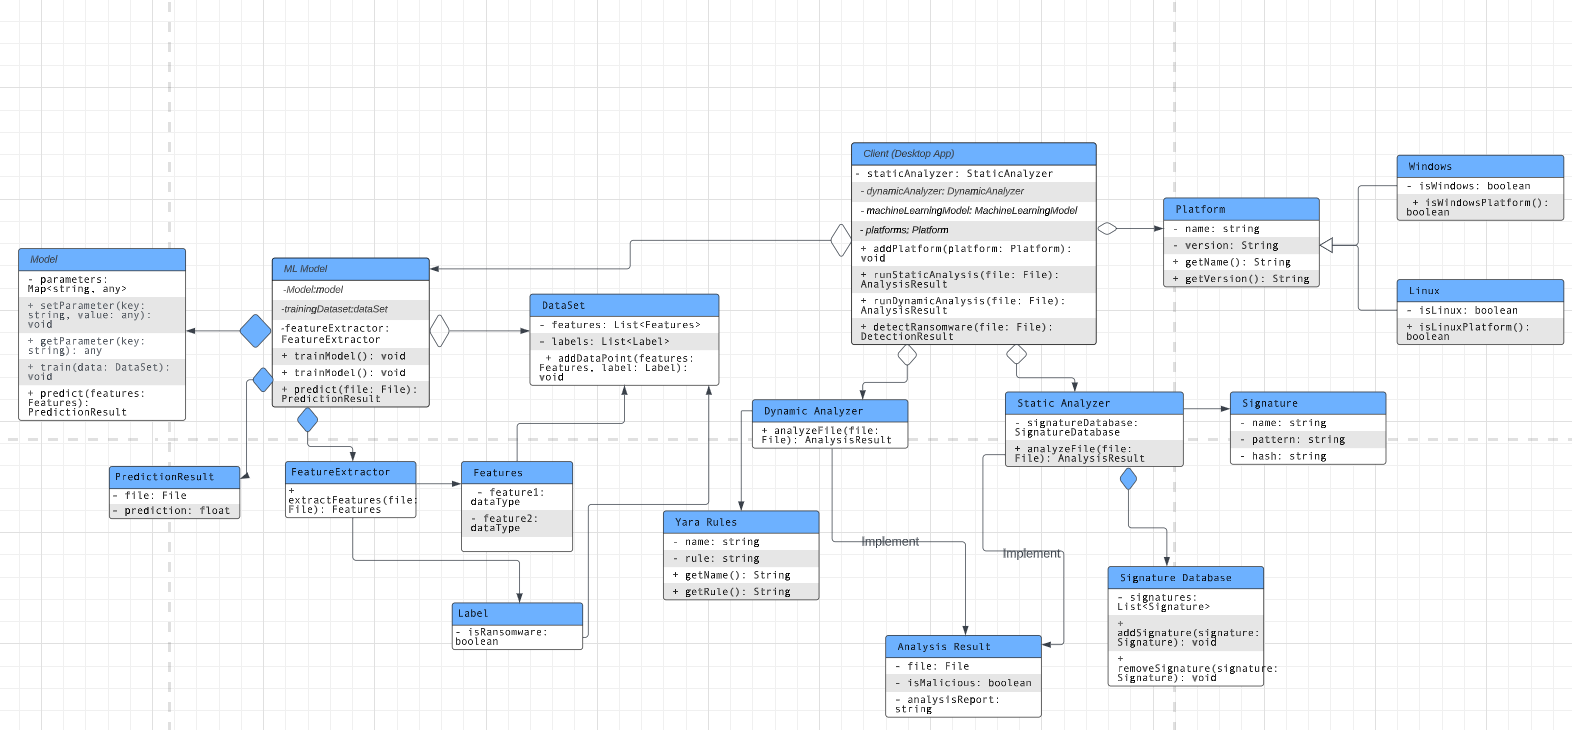 Client (Desktop App)
- staticAnalyzer: StaticAnalyzer
- dynamicAnalyzer: DynamicAnalyzer
- machineLearningModel: MachineLearningModel
- platforms: Platform
+ addPlatform(platform: Platform):
void
+ runStaticAnalysis(file: File):
AnalysisResult
+ runDynamicAnalysis(file: File):
AnalysisResult
+ detectRansomware(file: File):
DetectionResult
Windows
- isWindows: boolean
+ isWindowsPlatform():
boolean
Platform
- name: string
- version: String
+ getName(): String
+ getVersion(): String
Linux
- isLinux: boolean
+ isLinuxPlatform():
boolean
Model
- parameters:
Map<string, any>
+ setParameter(key:
string, value: any):
void
+ getParameter(key:
string): any
+ train(data: DataSet):
void
+ predict(features:
Features):
PredictionResult
ML Model
-Model:model
-trainingDataset:dataSet
-featureExtractor:
FeatureExtractor
+ trainModel(): void
+ trainModel(): void
+ predict(file: File):
PredictionResult
DataSet
- features: List<Features>
- labels: List<Label>
+ addDataPoint(features:
Features, label: Label):
void
Dynamic Analyzer
+ analyzeFile(file:
File): AnalysisResult
Static Analyzer
- signatureDatabase:
SignatureDatabase
+ analyzeFile(file:
File): AnalysisResult
Signature
- name: string
- pattern: string
- hash: string
PredictionResult
- file: File
- prediction: float
FeatureExtractor
+
extractFeatures(file:
File): Features
Features
- feature1:
dataType
- feature2:
dataType
Yara Rules
- name: string
- rule: string
+ getName(): String
+ getRule(): String
Implement
Implement
Signature Database
- signatures:
List<Signature>
+
addSignature(signature:
Signature): void
+
removeSignature(signature:
Signature): void
Label
- isRansomware:
boolean
Analysis Result
- file: File
- isMalicious: boolean
- analysisReport:
string